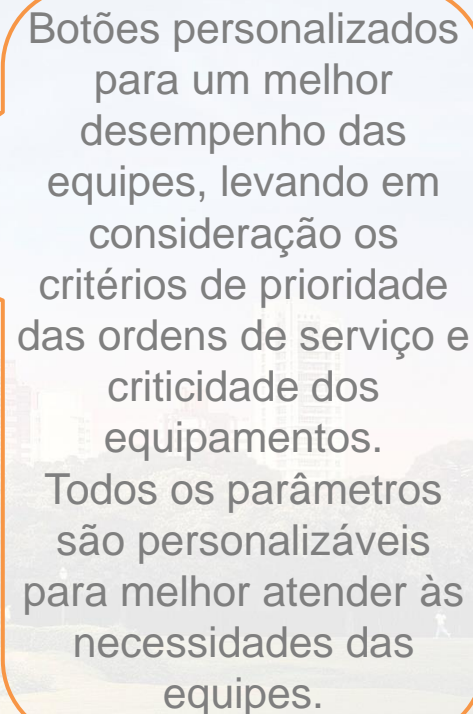 Botões personalizados
para um melhor
desempenho das
equipes, levando em
consideração os
critérios de prioridade
das ordens de serviço e
criticidade dos
equipamentos.
Todos os parâmetros
são personalizáveis
para melhor atender às
necessidades das
equipes.